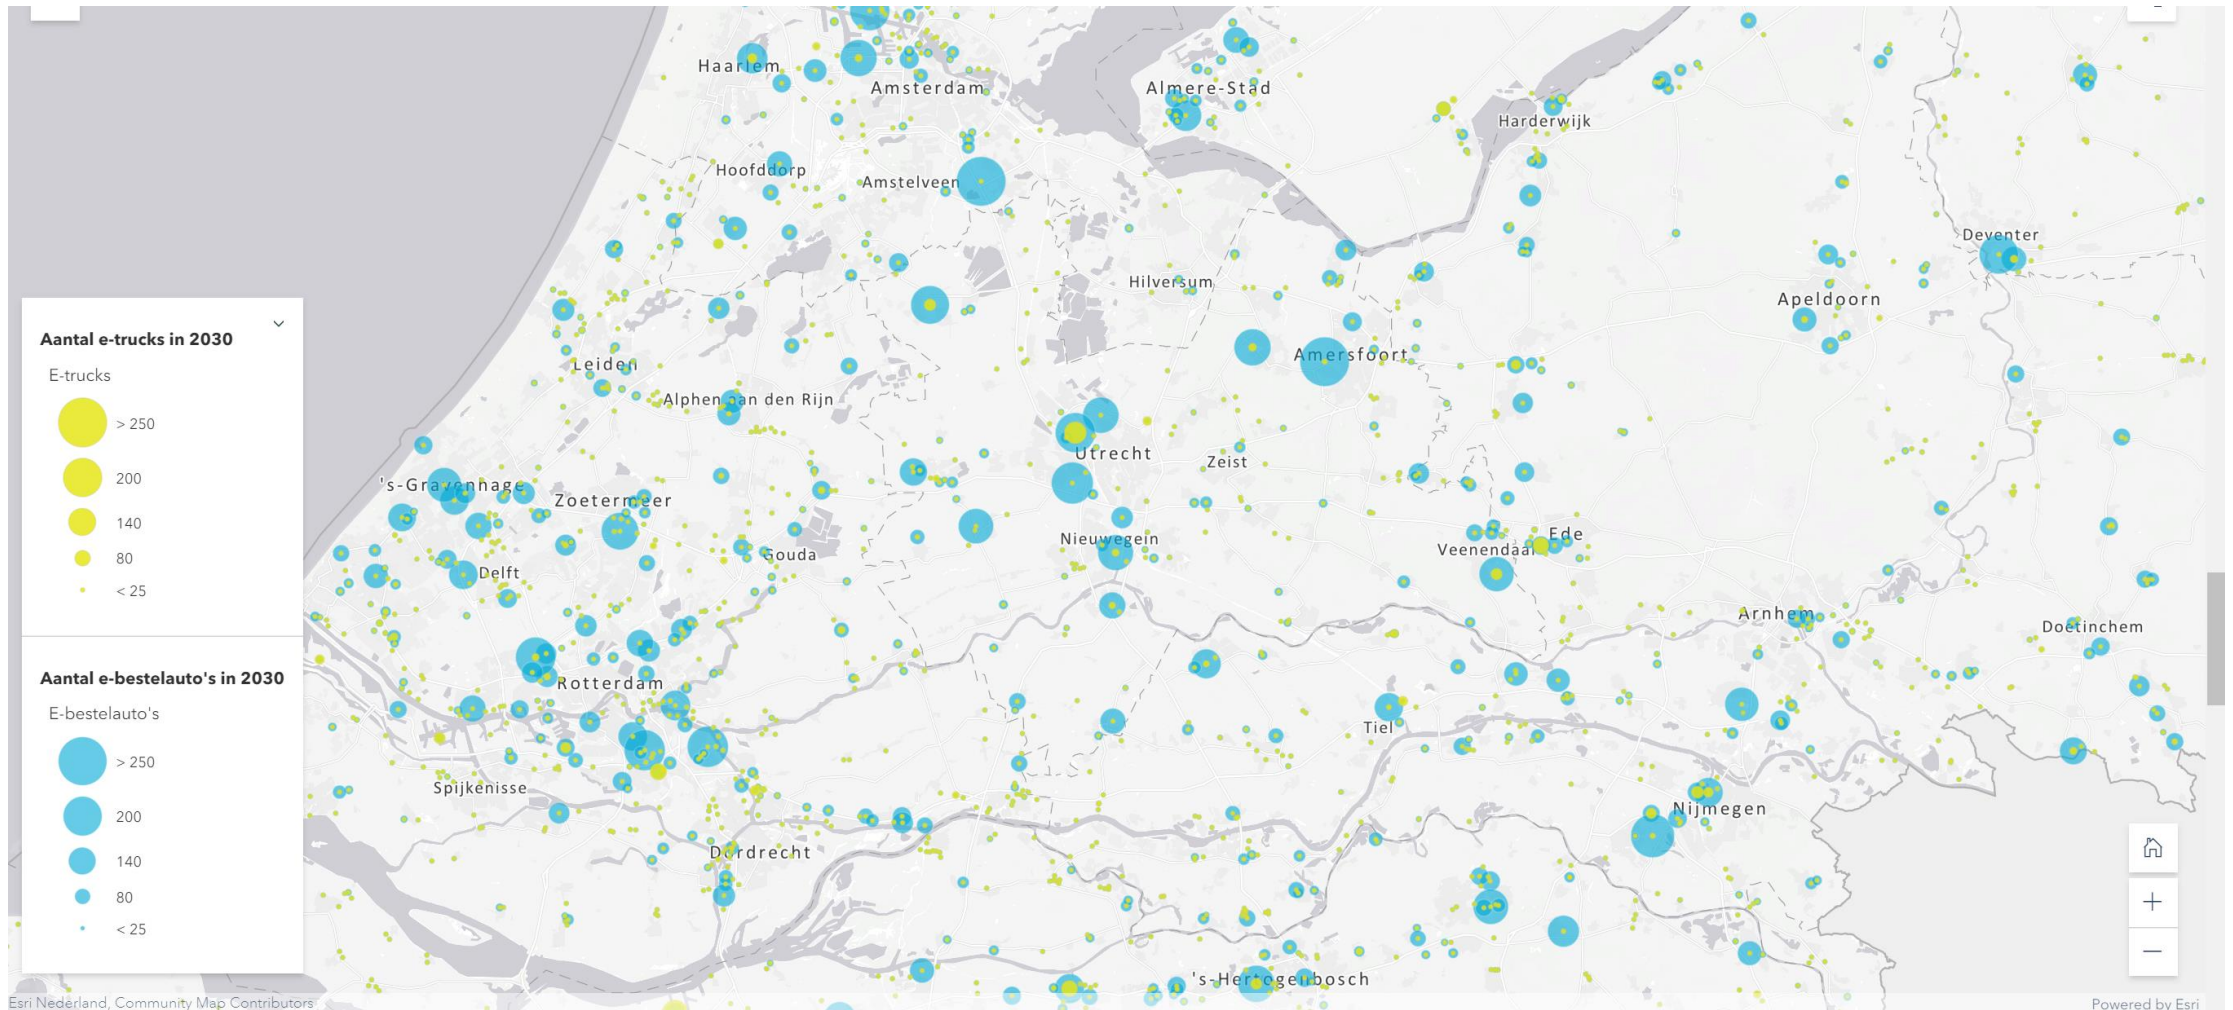 Haarlem
Amsterdam
Almere-Stad
Harderwijk
Hoofddorp
Amstelveen
Deventer
Hilversum
Apeldoorn
Amersfoort
Leiden
Alphen aan den Rijn
Utrecht
Zeist
's-Gravenhage
Zoetermeer
Nieuwegein
Ede
Veenendaal
Gouda
Delft
Arnhem
Doetinchem
Rotterdam
Tiel
Spijkenisse
Nijmegen
Dordrecht
's-Hertogenbosch
Aantal e-trucks in 2030
E-trucks
> 250
200
140
80
< 25
Aantal e-bestelauto's in 2030
E-bestelauto's
> 250
200
140
80
< 25
Esri Nederland, Community Map Contributors
Powered by Esri